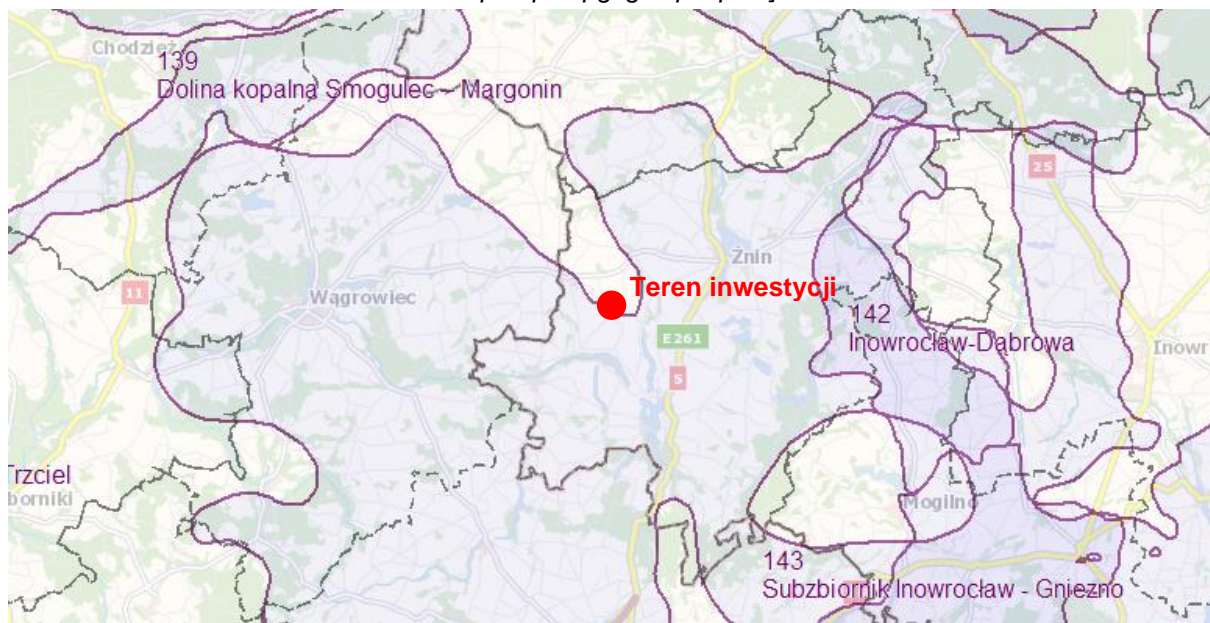 Chodzież
139
Dolina kopalna Smogulec – Margonin
25
Żnin
Teren inwestycji
11
Wągrowiec
142
Inowrocław-Dąbrowa
E261
Inowr
5
Trzciel
borniki
Mogilno
143
Subzbiornik Inowrocław - Gniezno